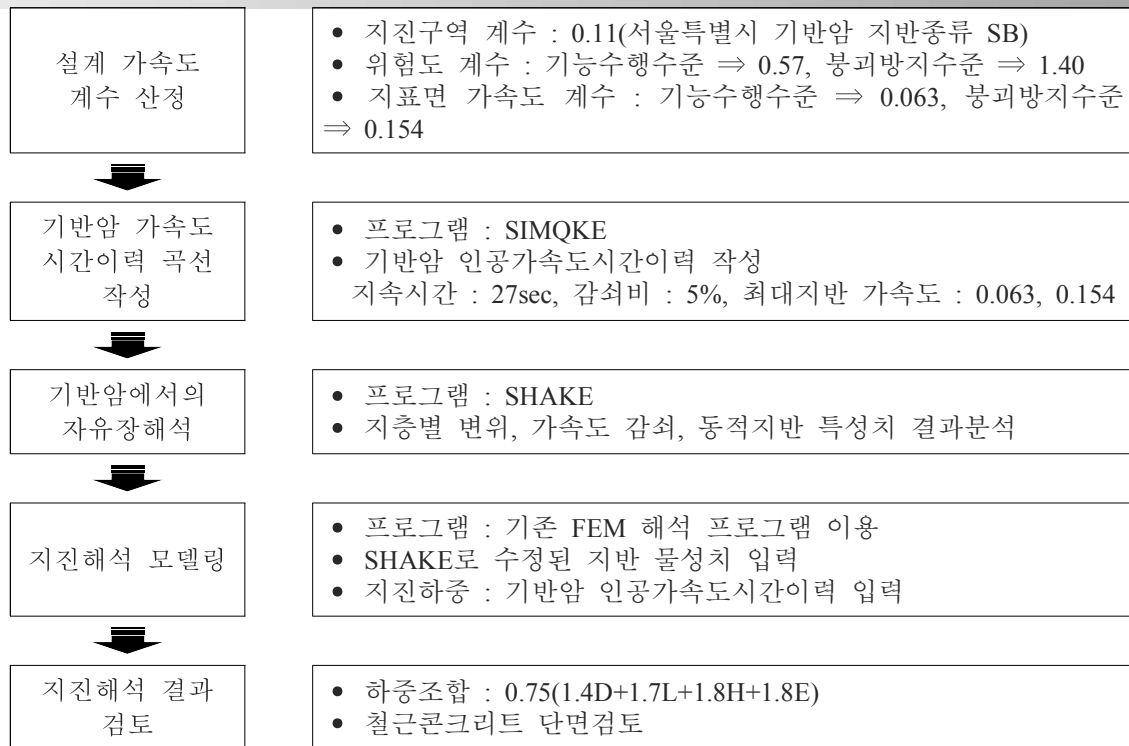 설계 가속도
계수 산정
• 지진구역 계수 : 0.11(서울특별시 기반암 지반종류 SB)
• 위험도 계수 : 기능수행수준 ⇒ 0.57, 붕괴방지수준 ⇒ 1.40
• 지표면 가속도 계수 : 기능수행수준 ⇒ 0.063, 붕괴방지수준
⇒ 0.154
기반암 가속도
시간이력 곡선
작성
• 프로그램 : SIMQKE
• 기반암 인공가속도시간이력 작성
지속시간 : 27sec, 감쇠비 : 5%, 최대지반 가속도 : 0.063, 0.154
기반암에서의
자유장해석
• 프로그램 : SHAKE
• 지층별 변위, 가속도 감쇠, 동적지반 특성치 결과분석
지진해석 모델링
• 프로그램 : 기존 FEM 해석 프로그램 이용
• SHAKE로 수정된 지반 물성치 입력
• 지진하중 : 기반암 인공가속도시간이력 입력
지진해석 결과
검토
• 하중조합 : 0.75(1.4D+1.7L+1.8H+1.8E)
• 철근콘크리트 단면검토